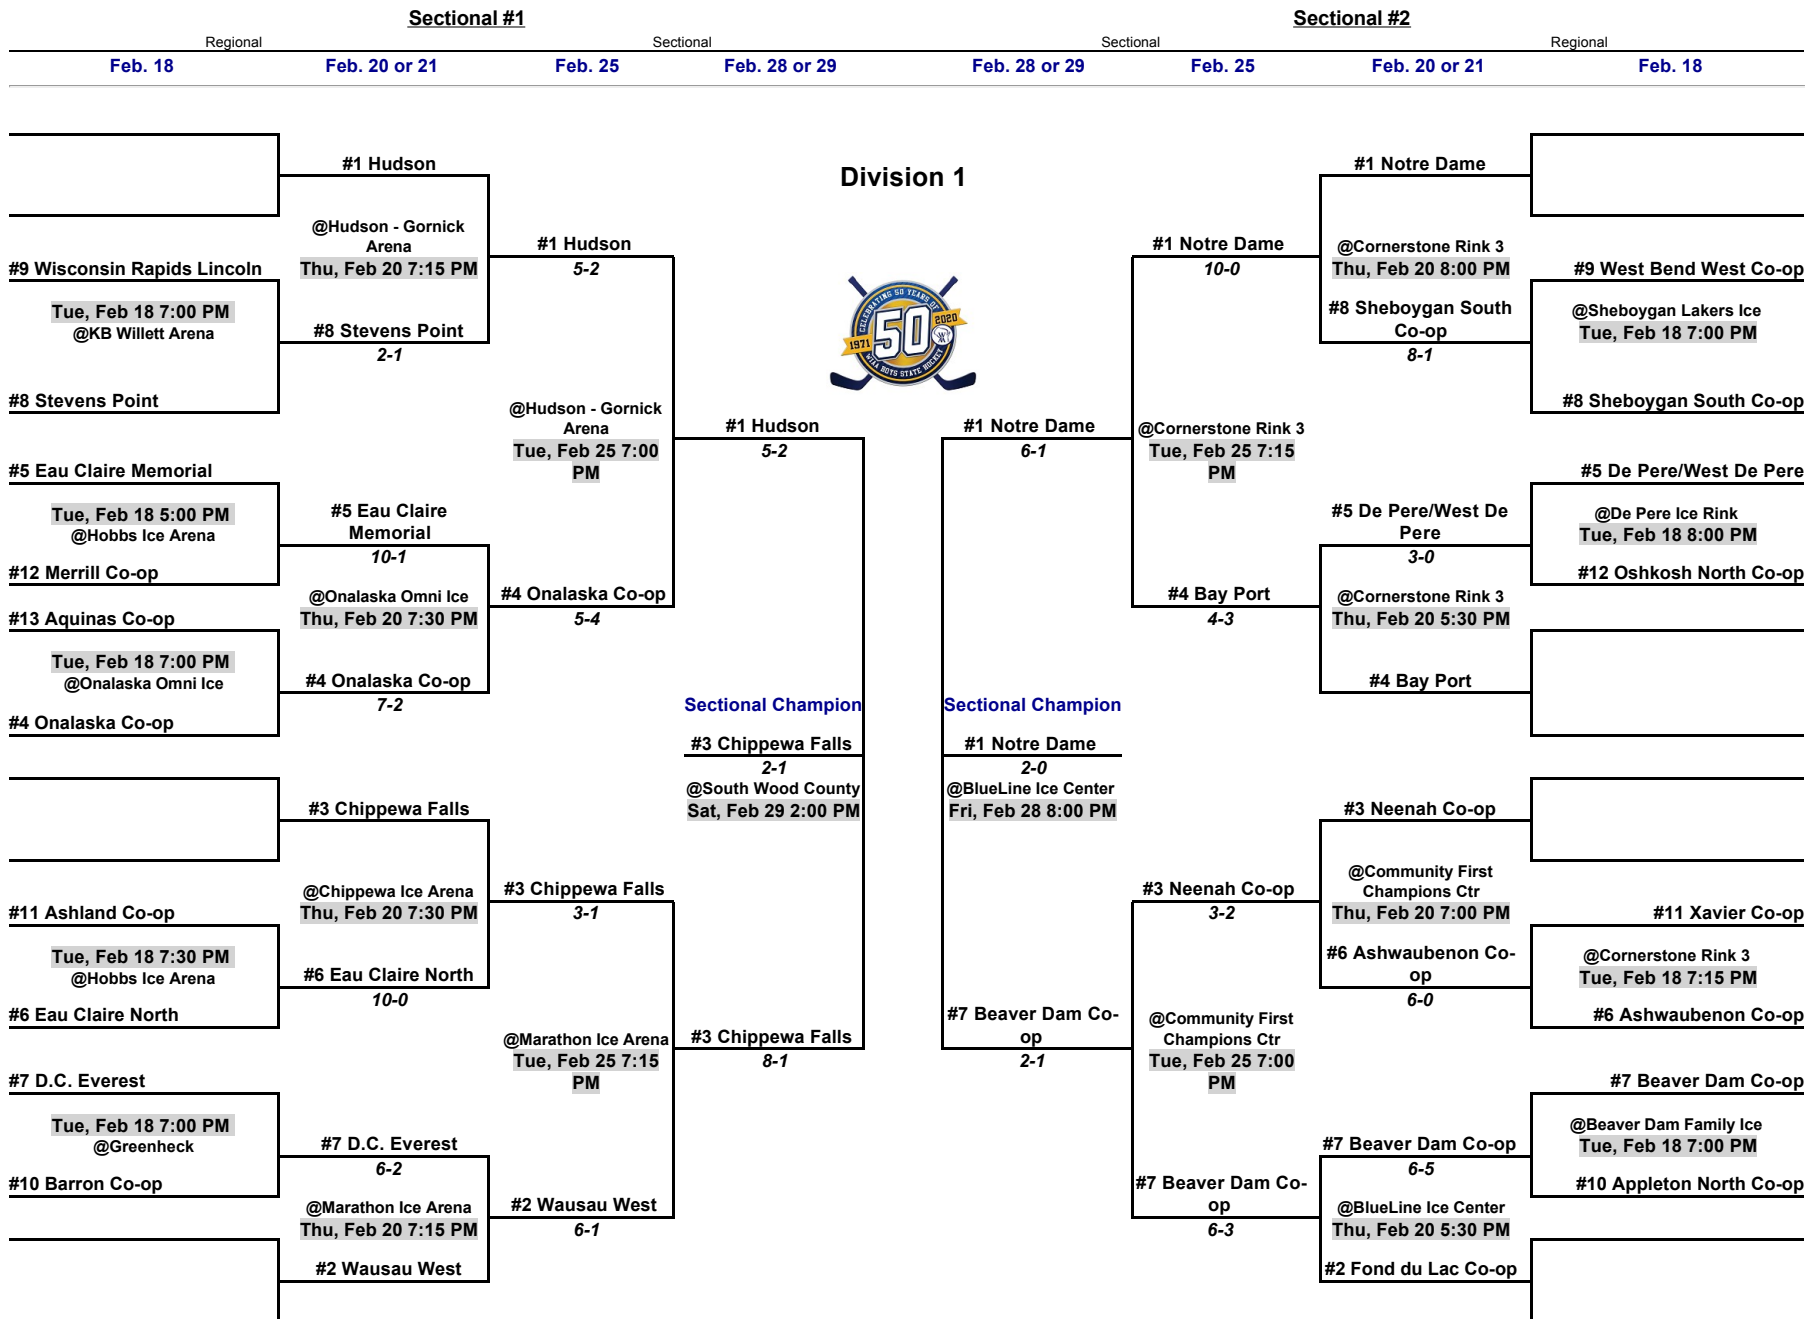 Sectional #1
Sectional #2
Regional
Sectional
Sectional
Regional
Feb. 18
Feb. 20 or 21
Feb. 25
Feb. 28 or 29
Feb. 28 or 29
Feb. 25
Feb. 20 or 21
Feb. 18
Division 1
#9 Wisconsin Rapids Lincoln
Tue, Feb 18 7:00 PM
@KB Willett Arena
#8 Stevens Point
#5 Eau Claire Memorial
Tue, Feb 18 5:00 PM
@Hobbs Ice Arena
#12 Merrill Co-op
#13 Aquinas Co-op
Tue, Feb 18 7:00 PM
@Onalaska Omni Ice
#4 Onalaska Co-op
#11 Ashland Co-op
Tue, Feb 18 7:30 PM
@Hobbs Ice Arena
#6 Eau Claire North
#7 D.C. Everest
Tue, Feb 18 7:00 PM
@Greenheck
#10 Barron Co-op
#1 Hudson
@Hudson - Gornick
Arena
Thu, Feb 20 7:15 PM
#8 Stevens Point
2-1
#5 Eau Claire
Memorial
10-1
@Onalaska Omni Ice
Thu, Feb 20 7:30 PM
#4 Onalaska Co-op
7-2
#3 Chippewa Falls
@Chippewa Ice Arena
Thu, Feb 20 7:30 PM
#6 Eau Claire North
10-0
#7 D.C. Everest
6-2
@Marathon Ice Arena
Thu, Feb 20 7:15 PM
#2 Wausau West
#1 Hudson
5-2
@Hudson - Gornick
Arena
Tue, Feb 25 7:00
PM
#4 Onalaska Co-op
5-4
#3 Chippewa Falls
3-1
@Marathon Ice Arena
Tue, Feb 25 7:15
PM
#2 Wausau West
6-1
#1 Hudson
5-2
Sectional Champion
#3 Chippewa Falls
2-1
@South Wood County
Sat, Feb 29 2:00 PM
#3 Chippewa Falls
8-1
CELEBRATING 50 YEARS OF
50
1971
2020
WIAA BOYS STATE HOCKEY
#1 Notre Dame
6-1
Sectional Champion
#1 Notre Dame
2-0
@BlueLine Ice Center
Fri, Feb 28 8:00 PM
#7 Beaver Dam Co-
op
2-1
#1 Notre Dame
10-0
@Cornerstone Rink 3
Tue, Feb 25 7:15
PM
#4 Bay Port
4-3
#3 Neenah Co-op
3-2
@Community First
Champions Ctr
Tue, Feb 25 7:00
PM
#7 Beaver Dam Co-
op
6-3
#1 Notre Dame
@Cornerstone Rink 3
Thu, Feb 20 8:00 PM
#8 Sheboygan South
Co-op
8-1
#5 De Pere/West De
Pere
3-0
@Cornerstone Rink 3
Thu, Feb 20 5:30 PM
#4 Bay Port
#3 Neenah Co-op
@Community First
Champions Ctr
Thu, Feb 20 7:00 PM
#6 Ashwaubenon Co-
op
6-0
#7 Beaver Dam Co-op
6-5
@BlueLine Ice Center
Thu, Feb 20 5:30 PM
#2 Fond du Lac Co-op
#9 West Bend West Co-op
@Sheboygan Lakers Ice
Tue, Feb 18 7:00 PM
#8 Sheboygan South Co-op
#5 De Pere/West De Pere
@De Pere Ice Rink
Tue, Feb 18 8:00 PM
#12 Oshkosh North Co-op
#11 Xavier Co-op
@Cornerstone Rink 3
Tue, Feb 18 7:15 PM
#6 Ashwaubenon Co-op
#7 Beaver Dam Co-op
@Beaver Dam Family Ice
Tue, Feb 18 7:00 PM
#10 Appleton North Co-op